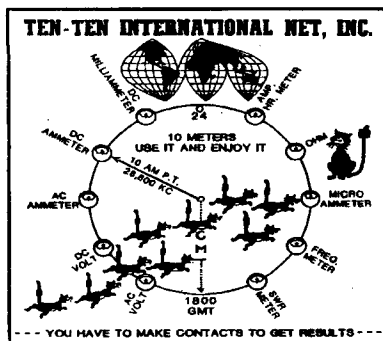 TEN-TEN INTERNATIONAL NET, INC.
DC
MILLIAMMETER
AMP.
HR. METER
24
10 METERS
USE IT AND ENJOY IT
DC
AMMETER
OHM
10 AM P.T.
28,800 KC
AC
AMMETER
MICRO
AMMETER
C
M
DC
VOLT
FREQ.
METER
AC
VOLT
SWR
METER
1800
GMT
YOU HAVE TO MAKE CONTACTS TO GET RESULTS